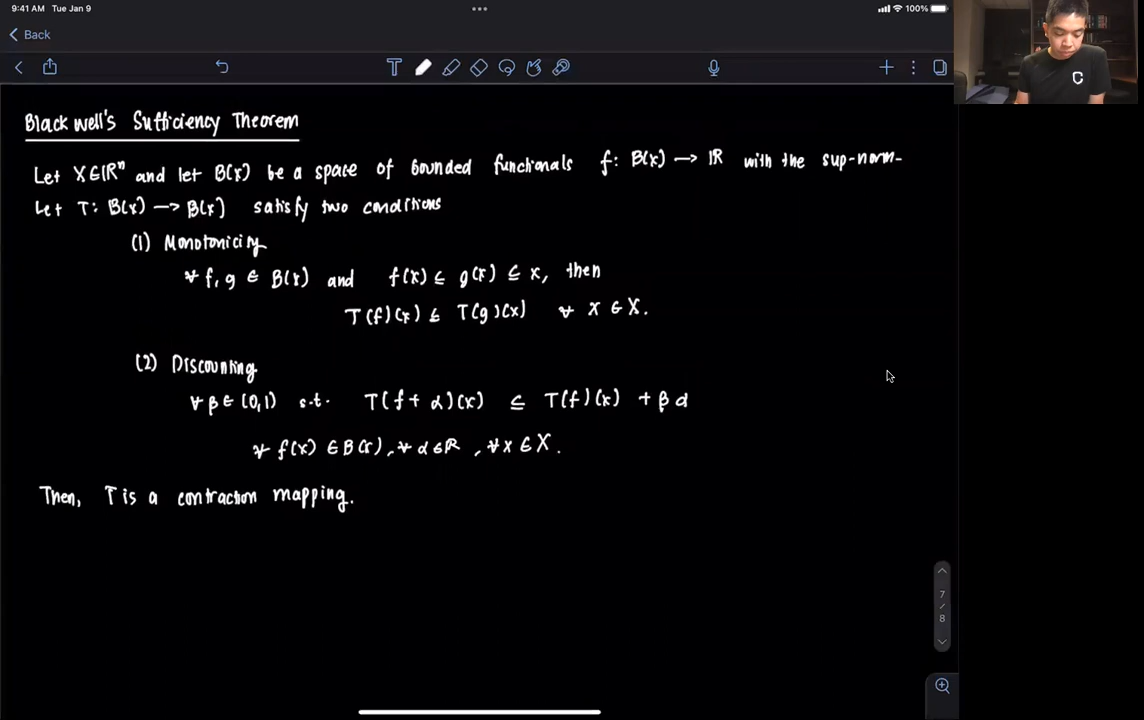 9:41 AM Tue Jan 9
100%
Back
Blackwell's Sufficiency Theorem
Let X∈ℝⁿ and let B(x) be a space of bounded functionals f: B(x) → ℝ with the sup-norm-
Let T: B(x) → B(x) satisfy two conditions
(1) Monotonicity
∀ f, g ∈ B(x) and f(x) ≤ g(x) ≤ x, then
T(f)(x) ≤ T(g)(x) ∀ x ∈ X.
(2) Discounting
∀ β ∈ (0,1) s.t. T(f + α)(x) ≤ T(f)(x) + β α
∀ f(x) ∈ B(x), ∀ α ∈ ℝ, ∀ x ∈ X.
Then, T is a contraction mapping.
7
/
8